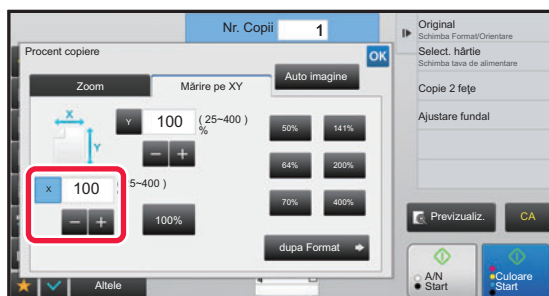 Nr. Copii 1
Procent copiere
OK
Zoom
Mărire pe XY
Auto imagine
X
Y
Y 100 ( 25~400 )
%
50% 141%
64% 200%
70% 400%
X 100 5~400 )
100%
dupa Format
Altele
Original
Schimba Format/Orientare
Select. hârtie
Schimba tava de alimentare
Copie 2 feţe
Ajustare fundal
Previzualiz.
CA
A/N
Start
Culoare
Start